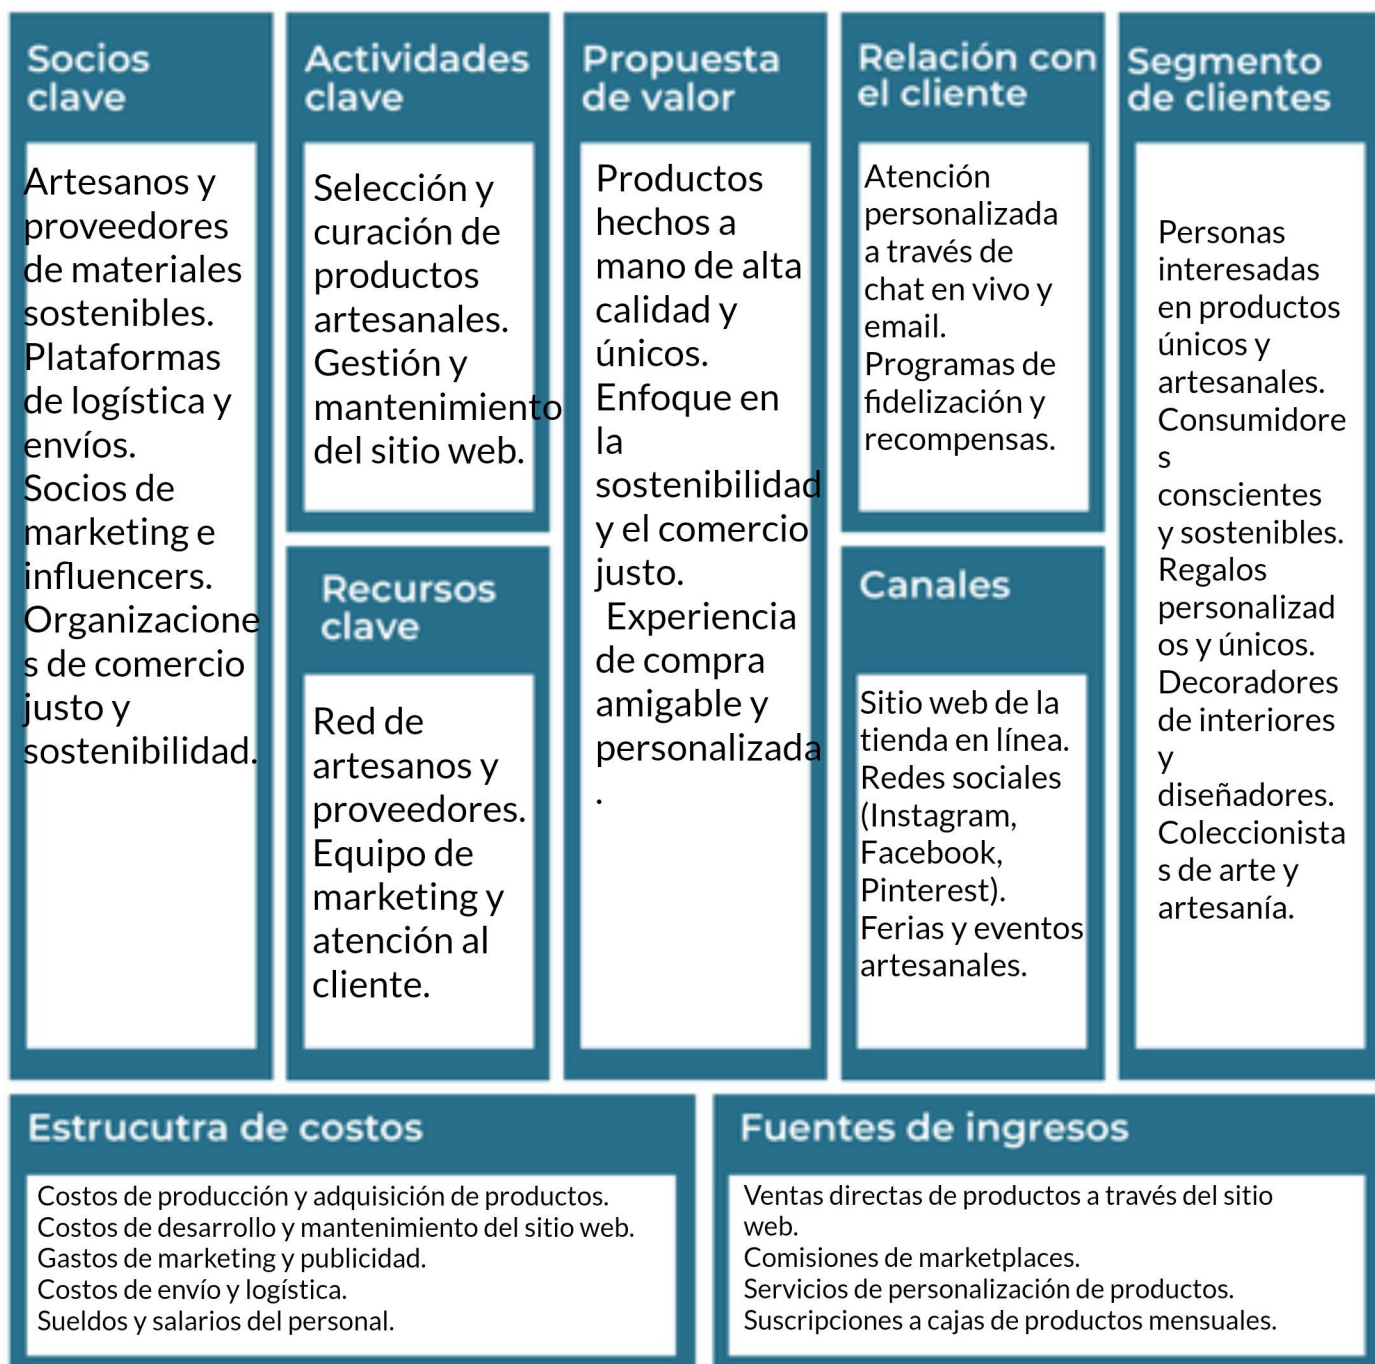 Socios
clave
Artesanos y
proveedores
de materiales
sostenibles.
Plataformas
de logística y
envíos.
Socios de
marketing e
influencers.
Organizacione
s de comercio
justo y
sostenibilidad.
Actividades
clave
Selección y
curación de
productos
artesanales.
Gestión y
mantenimiento
del sitio web.
Recursos
clave
Red de
artesanos y
proveedores.
Equipo de
marketing y
atención al
cliente.
Propuesta
de valor
Productos
hechos a
mano de alta
calidad y
únicos.
Enfoque en
la
sostenibilidad
y el comercio
justo.
Experiencia
de compra
amigable y
personalizada
.
Relación con
el cliente
Atención
personalizada
a través de
chat en vivo y
email.
Programas de
fidelización y
recompensas.
Canales
Sitio web de la
tienda en línea.
Redes sociales
(Instagram,
Facebook,
Pinterest).
Ferias y eventos
artesanales.
Segmento
de clientes
Personas
interesadas
en productos
únicos y
artesanales.
Consumidore
s
conscientes
y sostenibles.
Regalos
personalizad
os y únicos.
Decoradores
de interiores
y
diseñadores.
Coleccionista
s de arte y
artesanía.
Estrucutra de costos
Costos de producción y adquisición de productos.
Costos de desarrollo y mantenimiento del sitio web.
Gastos de marketing y publicidad.
Costos de envío y logística.
Sueldos y salarios del personal.
Fuentes de ingresos
Ventas directas de productos a través del sitio
web.
Comisiones de marketplaces.
Servicios de personalización de productos.
Suscripciones a cajas de productos mensuales.